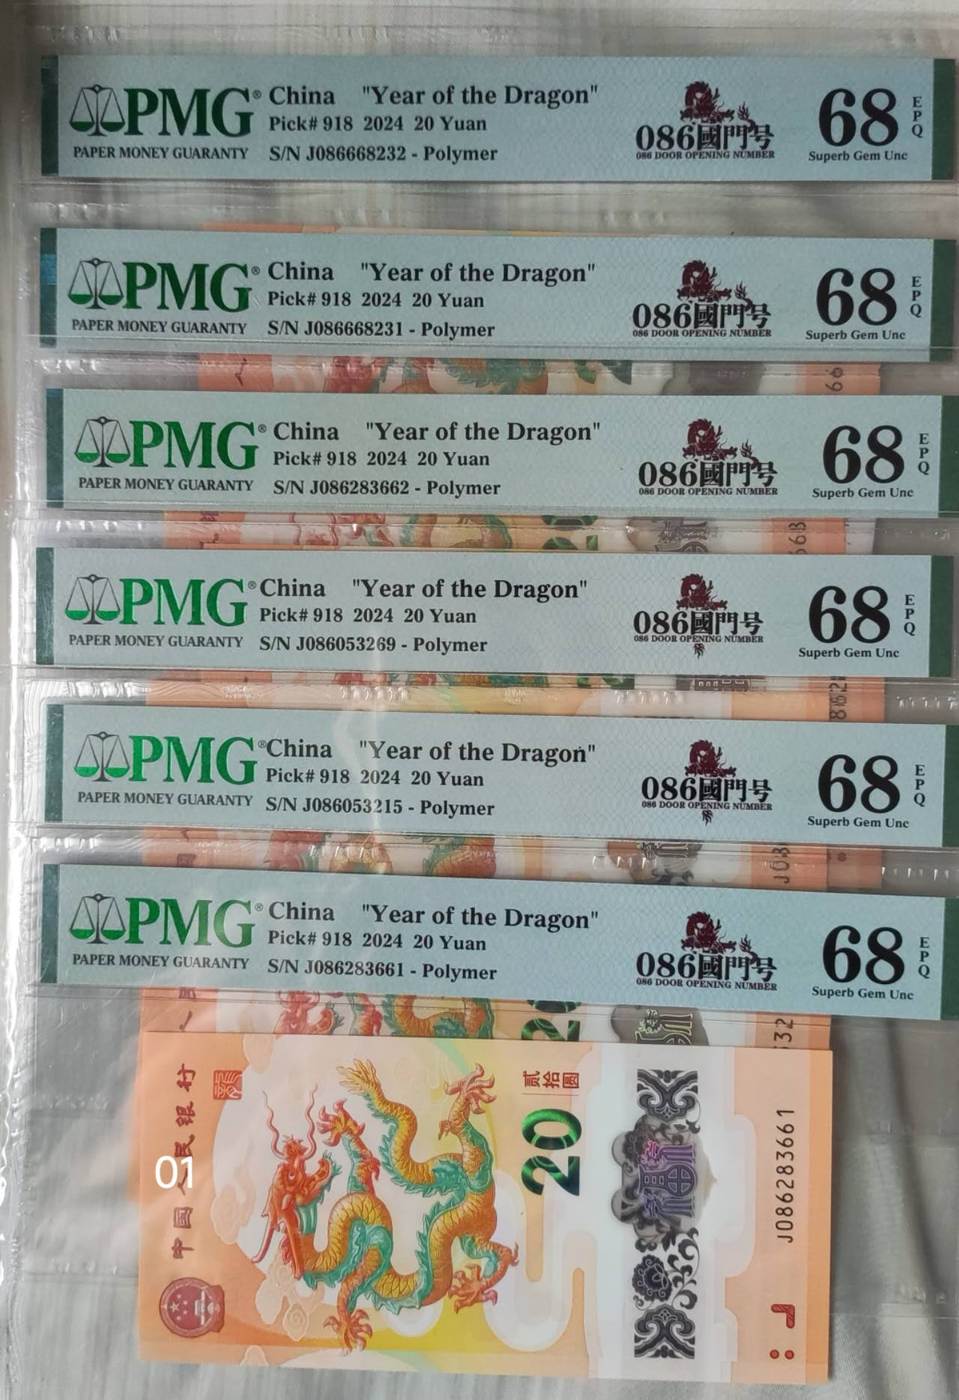 PMG® China "Year of the Dragon"
Pick# 918 2024 20 Yuan
PAPER MONEY GUARANTY S/N J086668232 - Polymer
086國門号
086 DOOR OPENING NUMBER
68 EPQ
Superb Gem Unc
PMG® China "Year of the Dragon"
Pick# 918 2024 20 Yuan
PAPER MONEY GUARANTY S/N J086668231 - Polymer
086國門号
086 DOOR OPENING NUMBER
68 EPQ
Superb Gem Unc
PMG® China "Year of the Dragon"
Pick# 918 2024 20 Yuan
PAPER MONEY GUARANTY S/N J086283662 - Polymer
086國門号
086 DOOR OPENING NUMBER
68 EPQ
Superb Gem Unc
PMG® China "Year of the Dragon"
Pick# 918 2024 20 Yuan
PAPER MONEY GUARANTY S/N J086053269 - Polymer
086國門号
086 DOOR OPENING NUMBER
68 EPQ
Superb Gem Unc
PMG® China "Year of the Dragon"
Pick# 918 2024 20 Yuan
PAPER MONEY GUARANTY S/N J086053215 - Polymer
086國門号
086 DOOR OPENING NUMBER
68 EPQ
Superb Gem Unc
PMG® China "Year of the Dragon"
Pick# 918 2024 20 Yuan
PAPER MONEY GUARANTY S/N J086283661 - Polymer
086國門号
086 DOOR OPENING NUMBER
68 EPQ
Superb Gem Unc
中国人民银行
贰拾圆
20
J086283661
01